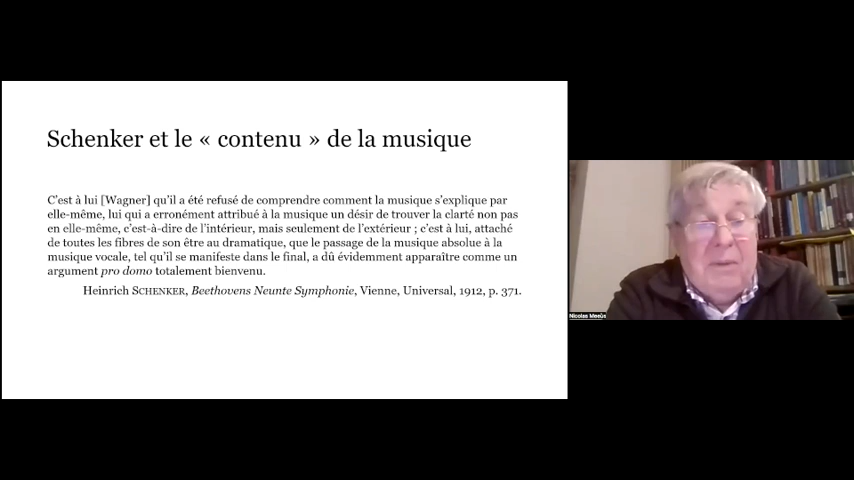 Schenker et le « contenu » de la musique
C'est à lui [Wagner] qu'il a été refusé de comprendre comment la musique s'explique par
elle-même, lui qui a erronément attribué à la musique un désir de trouver la clarté non pas
en elle-même, c'est-à-dire de l'intérieur, mais seulement de l'extérieur ; c'est à lui, attaché
de toutes les fibres de son être au dramatique, que le passage de la musique absolue à la
musique vocale, tel qu'il se manifeste dans le final, a dû évidemment apparaître comme un
argument pro domo totalement bienvenu.
Heinrich SCHENKER, Beethovens Neunte Symphonie, Vienne, Universal, 1912, p. 371.
Nicolas Meeùs